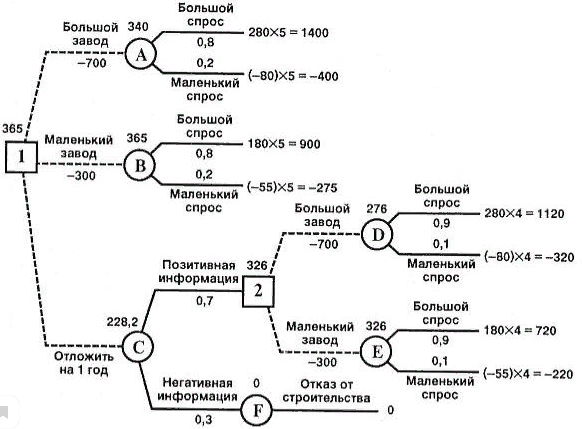 Большой
завод
–700
340
A
Большой
спрос
0,8
280×5 = 1400
0,2
Маленький
спрос
(–80)×5 = –400
365
1
Маленький
завод
–300
365
B
Большой
спрос
0,8
180×5 = 900
0,2
Маленький
спрос
(–55)×5 = –275
Отложить
на 1 год
228,2
C
Позитивная
информация
0,7
326
2
Большой
завод
–700
276
D
Большой
спрос
0,9
280×4 = 1120
0,1
Маленький
спрос
(–80)×4 = –320
Маленький
завод
–300
326
E
Большой
спрос
0,9
180×4 = 720
0,1
Маленький
спрос
(–55)×4 = –220
Негативная
информация
0,3
0
F
Отказ от
строительства
0